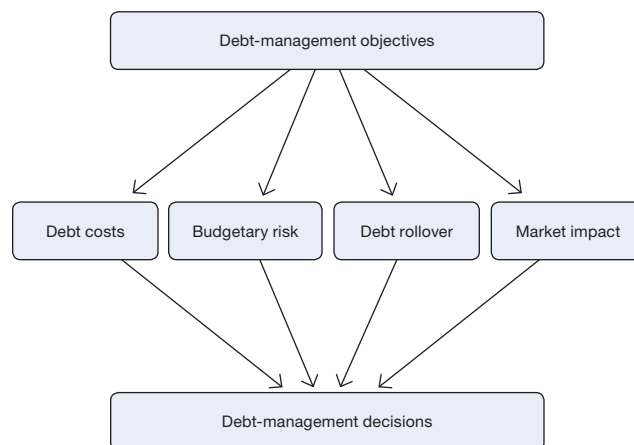 Debt-management objectives
Debt costs
Budgetary risk
Debt rollover
Market impact
Debt-management decisions